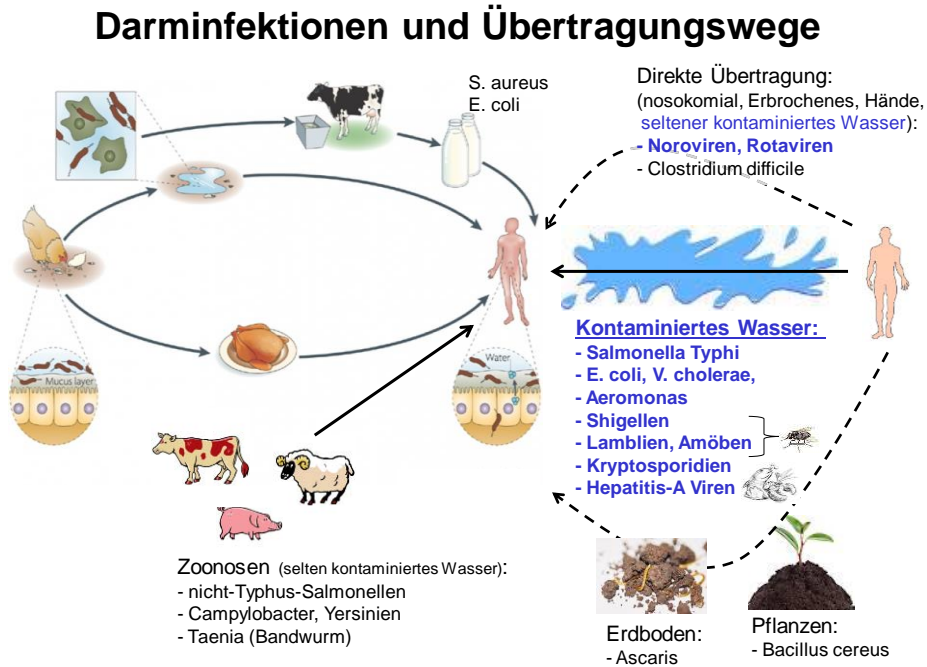 Darminfektionen und Übertragungswege
S. aureus
E. coli
Direkte Übertragung:
(nosokomial, Erbrochenes, Hände,
seltener kontaminiertes Wasser):
- Noroviren, Rotaviren
- Clostridium difficile
Mucus layer
Water
Kontaminiertes Wasser:
- Salmonella Typhi
- E. coli, V. cholerae,
- Aeromonas
- Shigellen
- Lamblien, Amöben
- Kryptosporidien
- Hepatitis-A Viren
Zoonosen (selten kontaminiertes Wasser):
- nicht-Typhus-Salmonellen
- Campylobacter, Yersinien
- Taenia (Bandwurm)
Erdboden:
- Ascaris
Pflanzen:
- Bacillus cereus